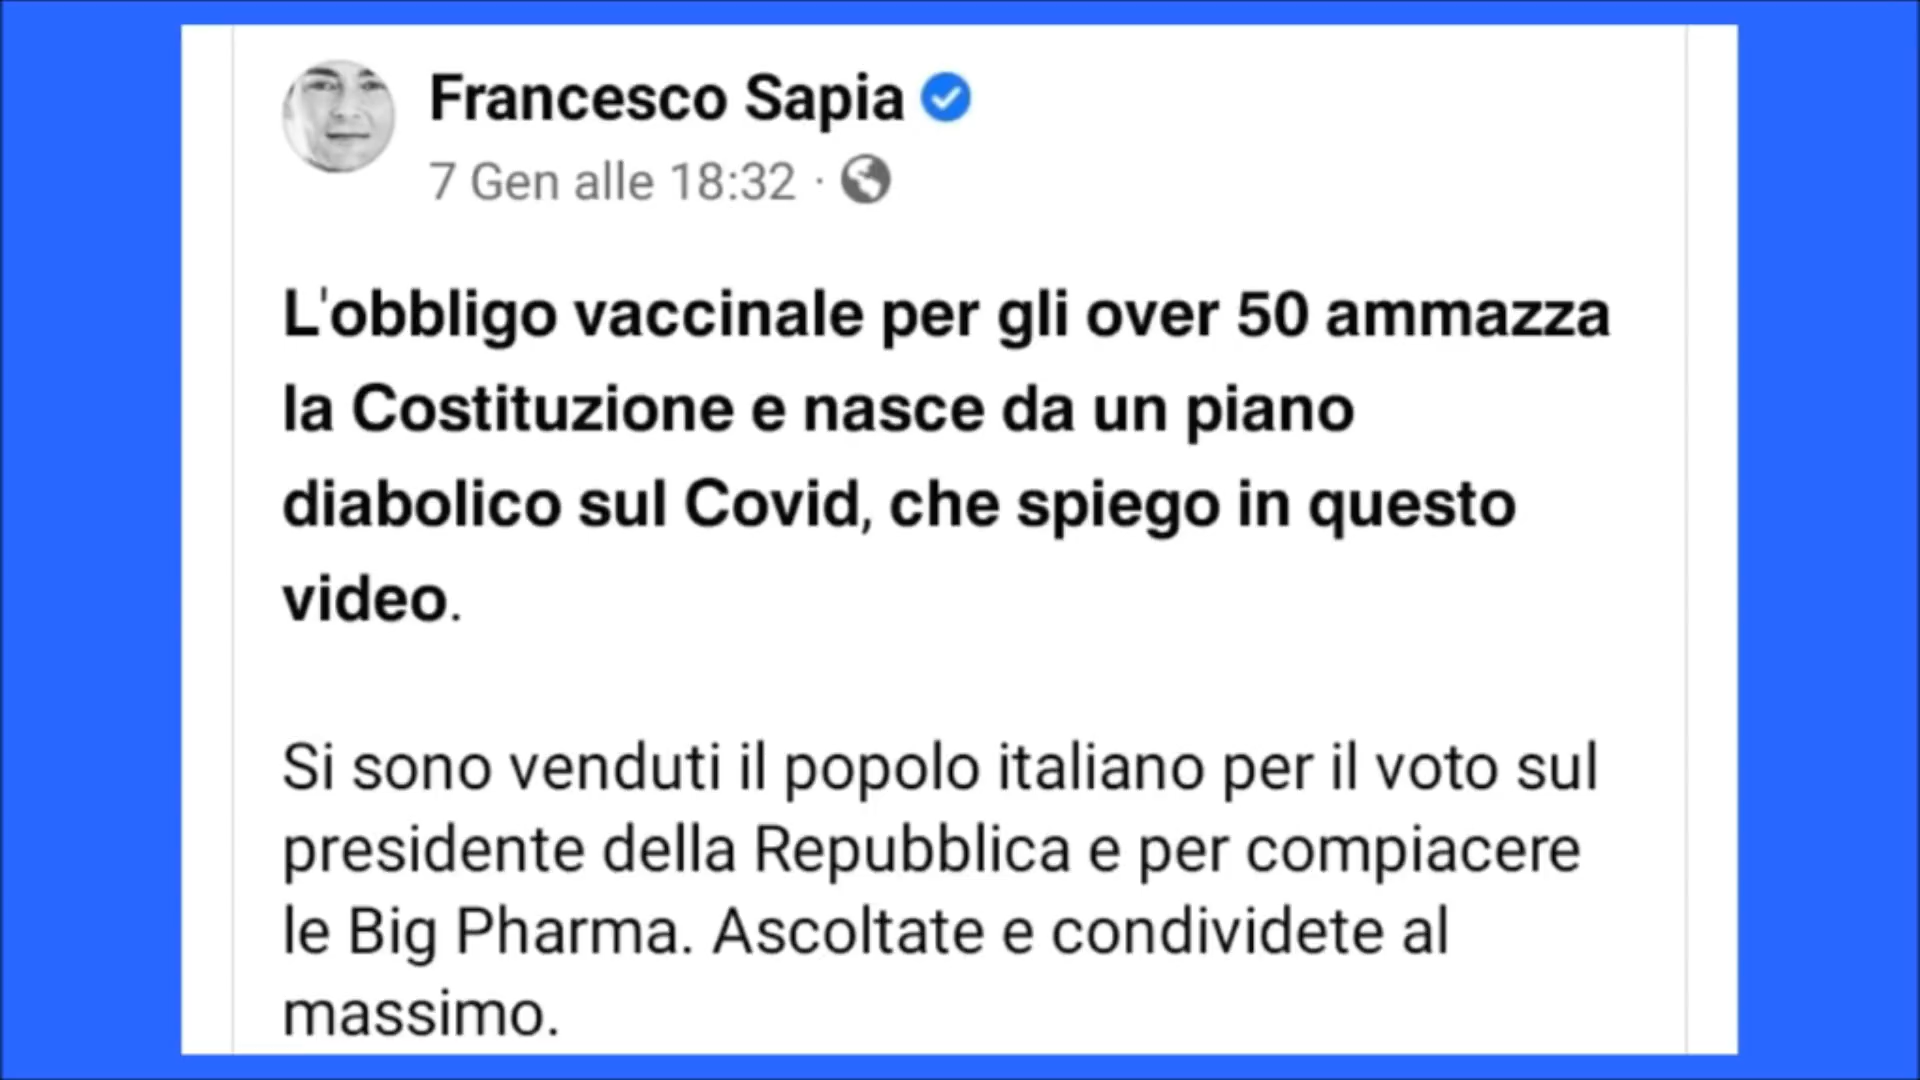 Francesco Sapia
7 Gen alle 18:32 ·
L'obbligo vaccinale per gli over 50 ammazza
la Costituzione e nasce da un piano
diabolico sul Covid, che spiego in questo
video.
Si sono venduti il popolo italiano per il voto sul
presidente della Repubblica e per compiacere
le Big Pharma. Ascoltate e condividete al
massimo.